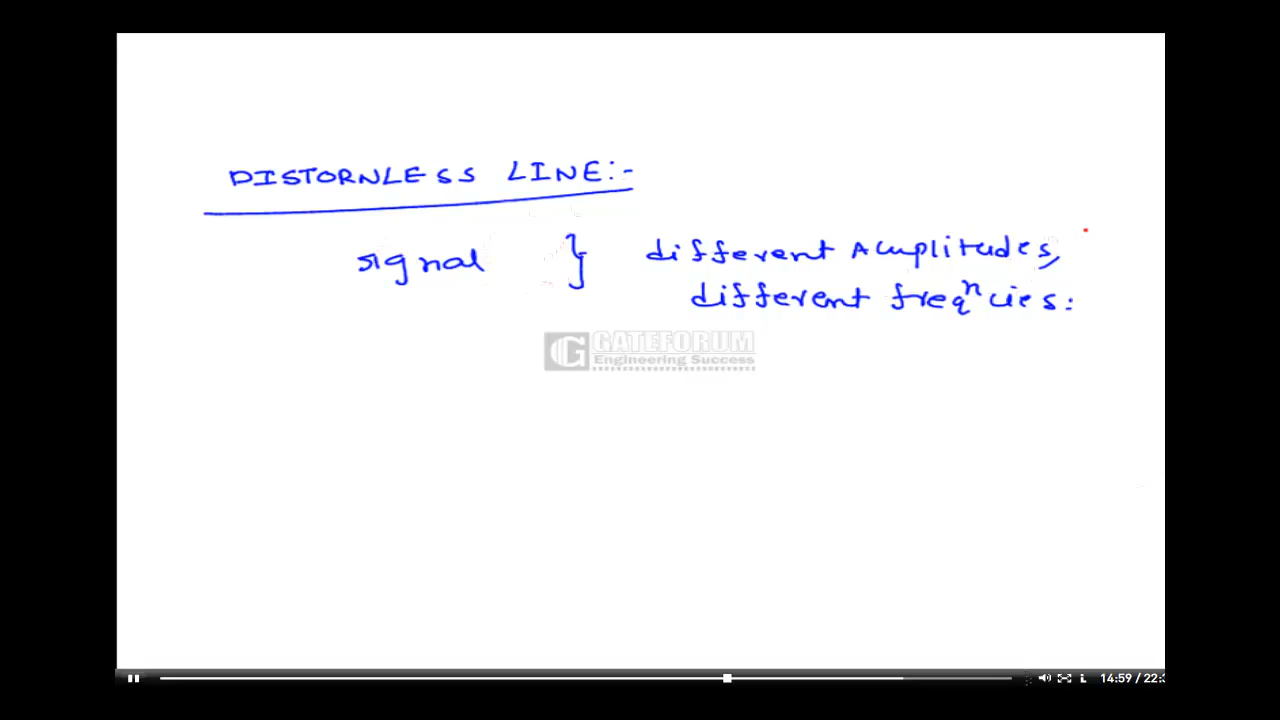 DISTORNLESS LINE:-
signal } different Amplitudes,
different freqⁿcies.
GATEFORUM
Engineering Success
14:59 / 22: